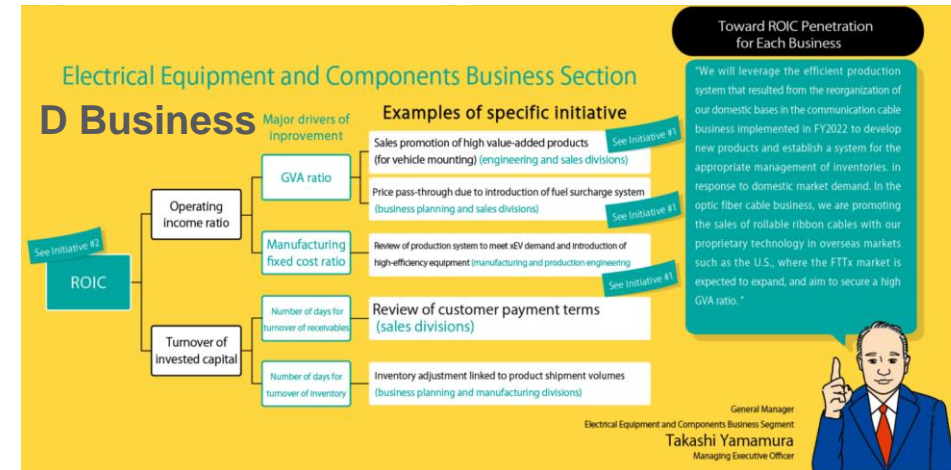 Toward ROIC Penetration
for Each Business
Electrical Equipment and Components Business Section
D Business
Major drivers of
inprovement
Examples of specific initiative
See Initiative #1
Sales promotion of high value-added products
(for vehicle mounting) (engineering and sales divisions)
GVA ratio
Price pass-through due to introduction of fuel surcharge system
(business planning and sales divisions)
See Initiative #1
Operating
income ratio
Manufacturing
fixed cost ratio
Review of production system to meet xEV demand and introduction of
high-efficiency equipment (manufacturing and production engineering
See Initiative #1
See Initiative #2
ROIC
Number of days for
turnover of receivables
Review of customer payment terms
(sales divisions)
Turnover of
invested capital
Number of days for
turnover of inventory
Inventory adjustment linked to product shipment volumes
(business planning and manufacturing divisions)
"We will leverage the efficient production
system that resulted from the reorganization of
our domestic bases in the communication cable
business implemented in FY2022 to develop
new products and establish a system for the
appropriate management of inventories. in
response to domestic market demand. In the
optic fiber cable business, we are promoting
the sales of rollable ribbon cables with our
proprietary technology in overseas markets
such as the U.S., where the FTTx market is
expected to expand, and aim to secure a high
GVA ratio. "
General Manager
Electrical Equipment and Components Business Segment
Takashi Yamamura
Managing Executive Officer